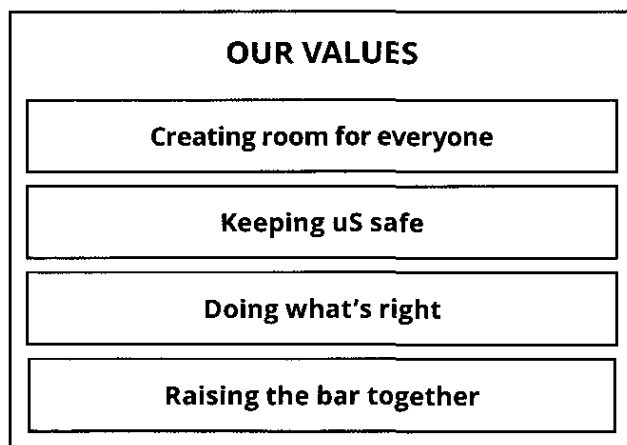 OUR VALUES
Creating room for everyone
Keeping uS safe
Doing what's right
Raising the bar together